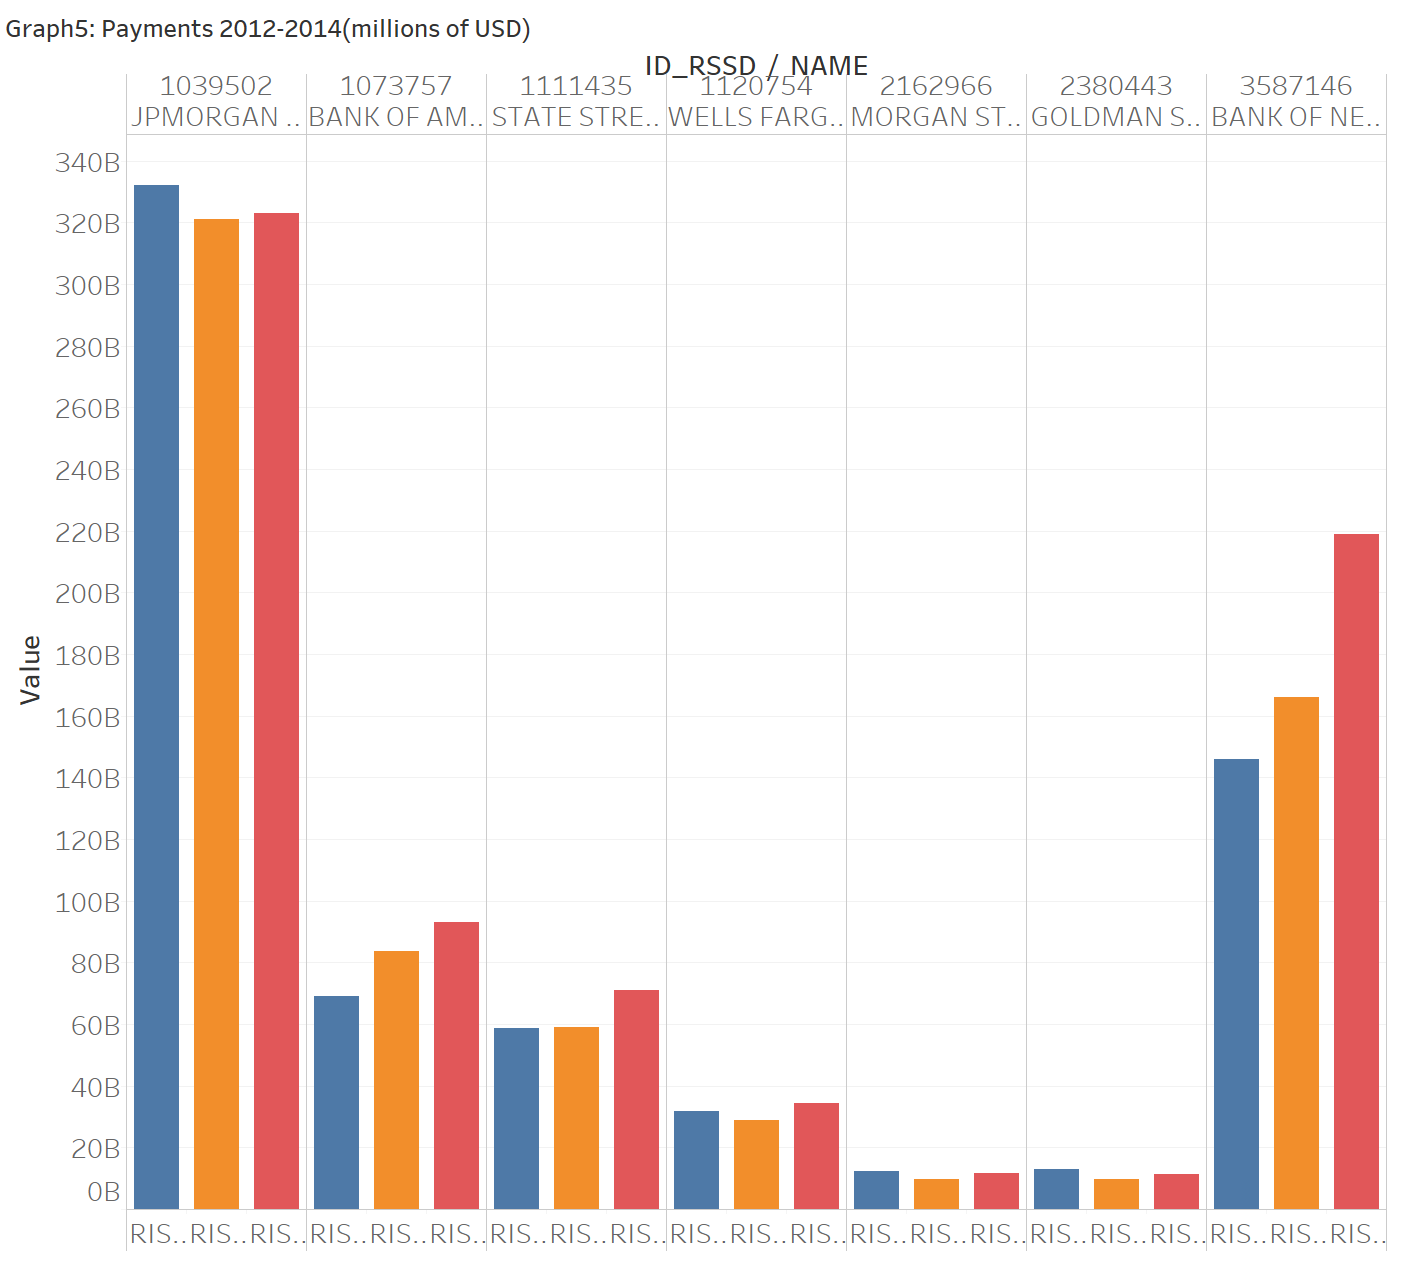 Graph5: Payments 2012-2014(millions of USD)
ID_RSSD / NAME
1039502 1073757 1111435 1120754 2162966 2380443 3587146
JPMORGAN .. BANK OF AM.. STATE STRE.. WELLS FARG.. MORGAN ST.. GOLDMAN S.. BANK OF NE..
340B
320B
300B
280B
260B
240B
220B
200B
180B
160B
140B
120B
100B
80B
60B
40B
20B
0B
Value
RIS.. RIS.. RIS.. RIS.. RIS.. RIS.. RIS.. RIS.. RIS.. RIS.. RIS.. RIS.. RIS.. RIS.. RIS.. RIS.. RIS.. RIS.. RIS.. RIS.. RIS..